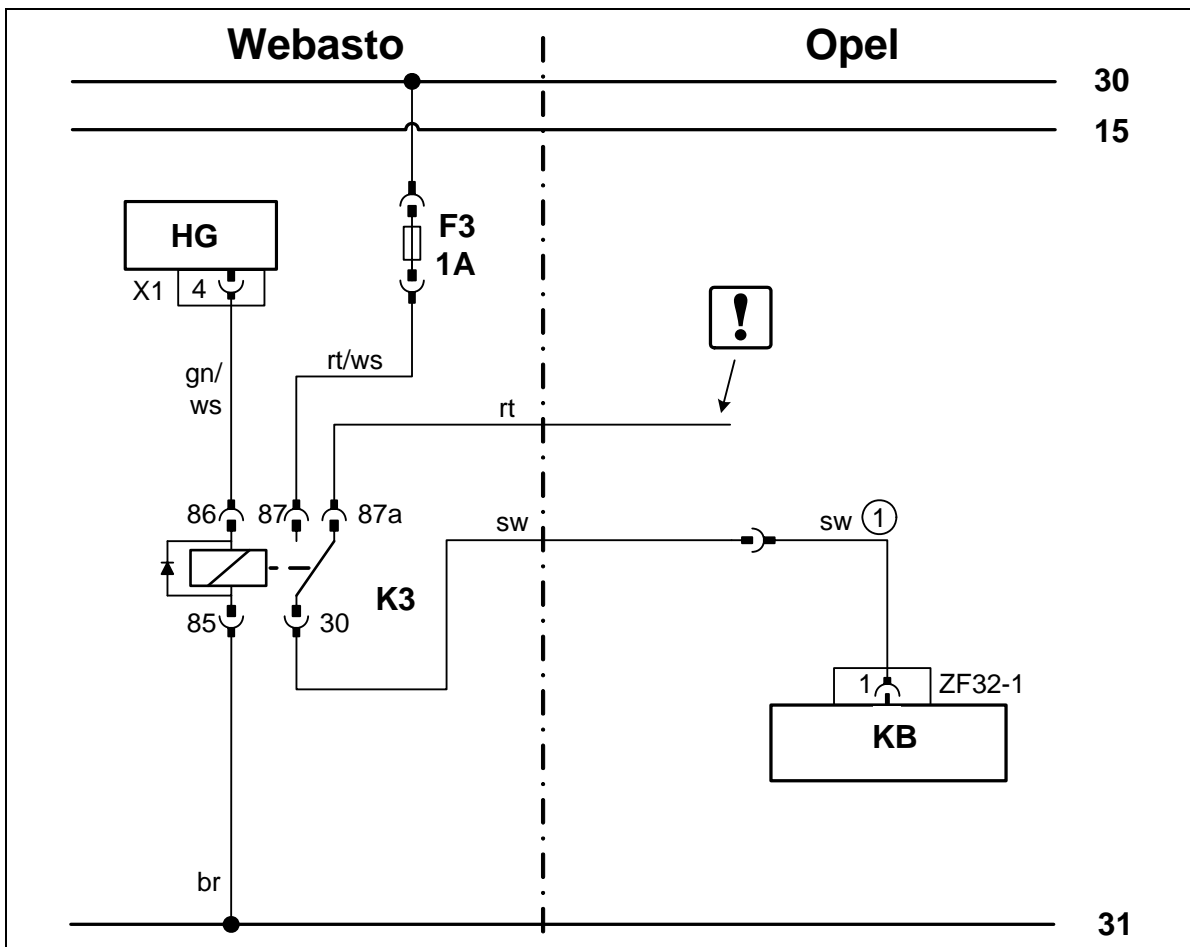 Webasto Opel
30
15
HG
F3
1A
X1 4
!
gn/
ws
rt/ws
rt
86 87 87a
sw
sw 1
K3
85 30
1 ZF32-1
KB
br
31